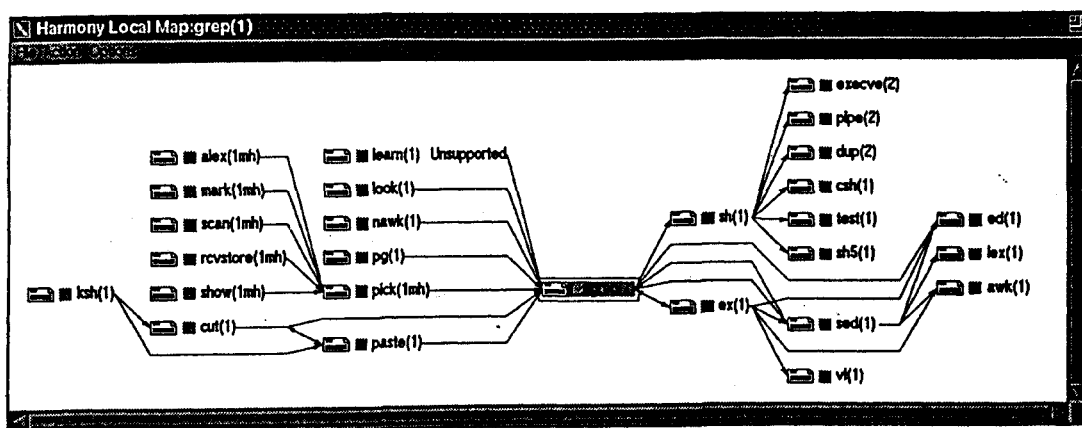 Harmony Local Map:grep(1)
execve(2)
pipe(2)
alex(1mh)
learn(1) Unsupported
dup(2)
mark(1mh)
look(1)
csh(1)
scan(1mh)
nawk(1)
sh(1)
test(1)
ed(1)
rcvstore(1mh)
pg(1)
sh5(1)
lex(1)
ksh(1)
show(1mh)
pick(1mh)
awk(1)
cut(1)
ex(1)
sed(1)
paste(1)
vi(1)